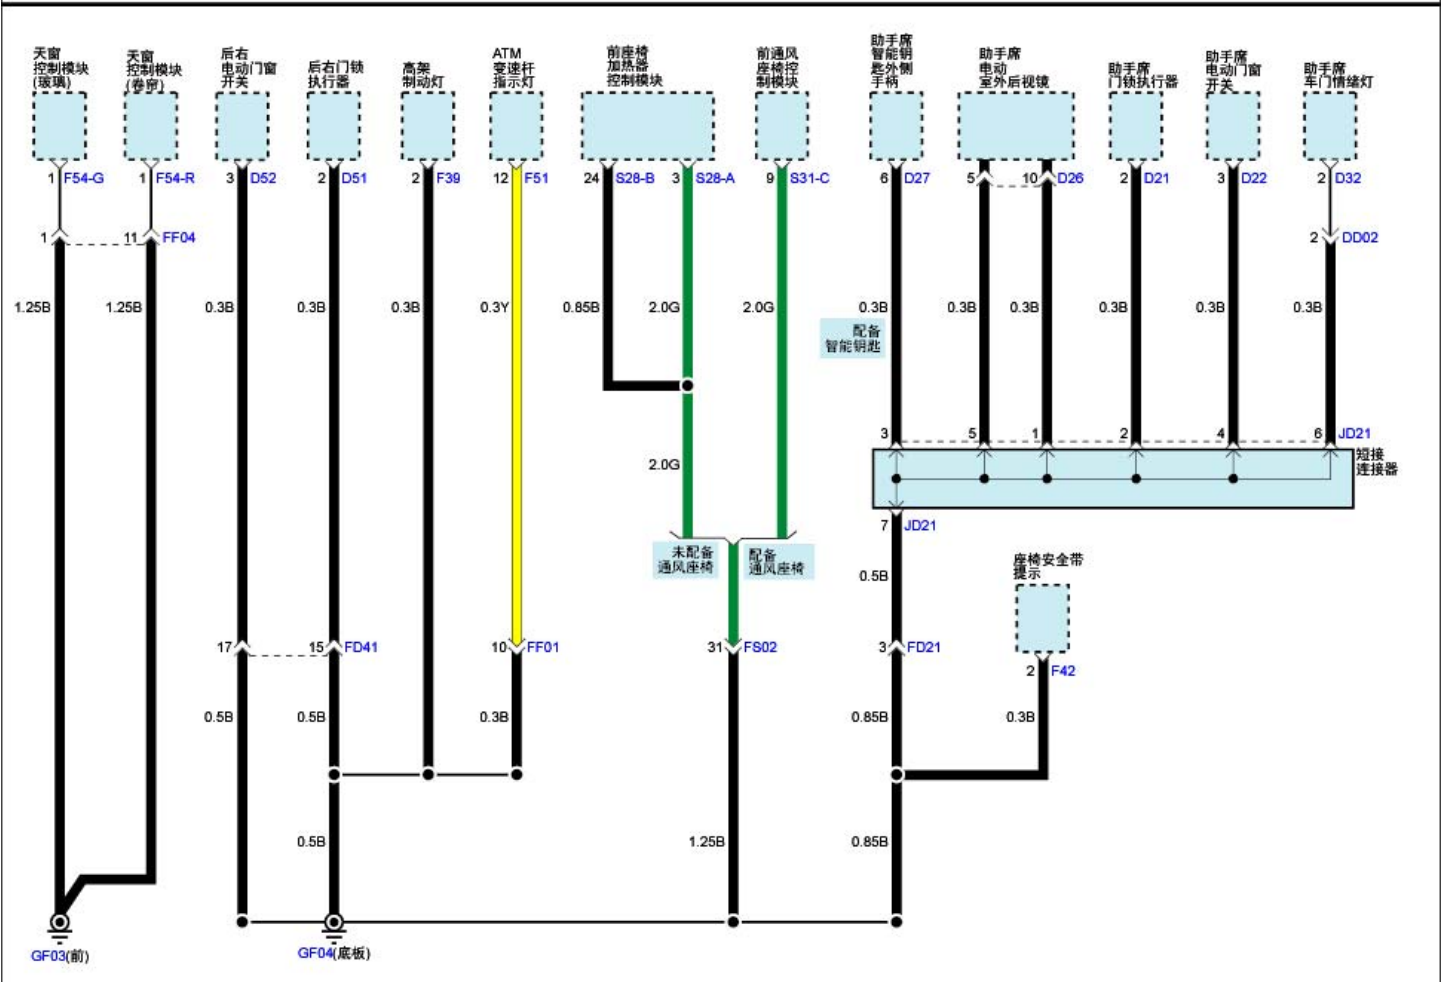 天窗
控制模块
(玻璃)
天窗
控制模块
(卷帘)
后右
电动门窗
开关
后右门锁
执行器
高架
制动灯
ATM
变速杆
指示灯
前座椅
加热器
控制模块
前通风
座椅控
制模块
助手席
智能钥
匙外侧
手柄
助手席
电动
室外后视镜
助手席
门锁执行器
助手席
电动门窗
开关
助手席
车门情绪灯
1 F54-G
1 F54-R
3 D52
2 D51
2 F39
12 F51
24 S28-B
3 S28-A
9 S31-C
6 D27
5
10 D26
2 D21
3 D22
2 D32
1
11 FF04
2 DD02
1.25B
1.25B
0.3B
0.3B
0.3B
0.3Y
0.85B
2.0G
2.0G
0.3B
0.3B
0.3B
0.3B
0.3B
0.3B
配备
智能钥匙
3
5
1
2
4
6 JD21
短接
连接器
2.0G
7 JD21
未配备
通风座椅
配备
通风座椅
0.5B
座椅安全带
提示
17
15 FD41
10 FF01
31 FS02
3 FD21
2 F42
0.5B
0.5B
0.3B
0.85B
0.3B
0.5B
1.25B
0.85B
GF03(前)
GF04(底板)